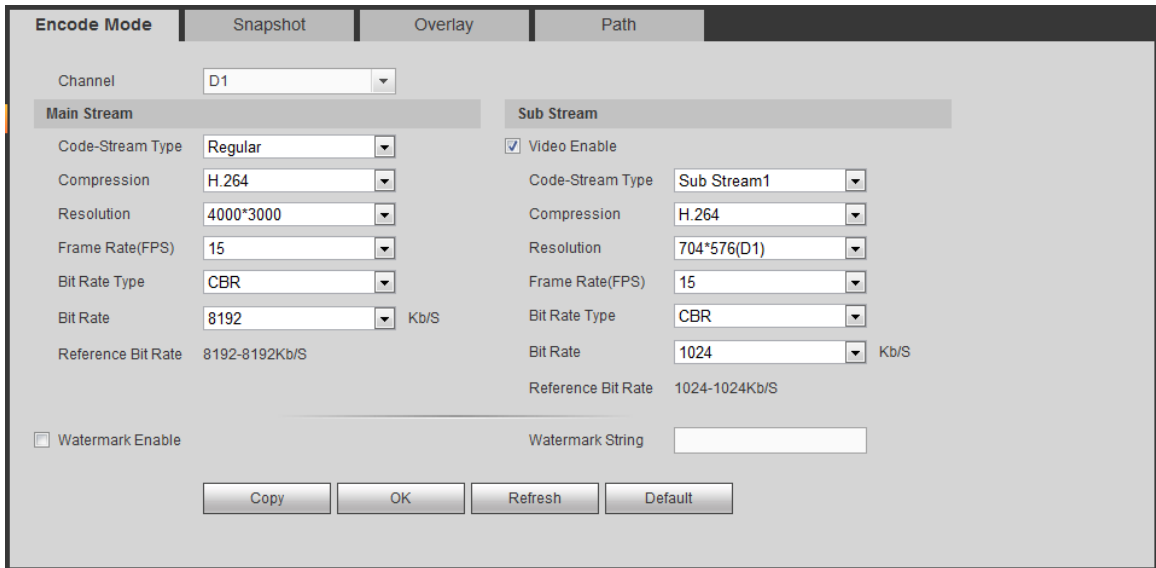 Encode Mode Snapshot Overlay Path
Channel D1
Main Stream
Code-Stream Type Regular
Compression H.264
Resolution 4000*3000
Frame Rate(FPS) 15
Bit Rate Type CBR
Bit Rate 8192 Kb/S
Reference Bit Rate 8192-8192Kb/S
Sub Stream
Video Enable
Code-Stream Type Sub Stream1
Compression H.264
Resolution 704*576(D1)
Frame Rate(FPS) 15
Bit Rate Type CBR
Bit Rate 1024 Kb/S
Reference Bit Rate 1024-1024Kb/S
Watermark Enable Watermark String
Copy OK Refresh Default